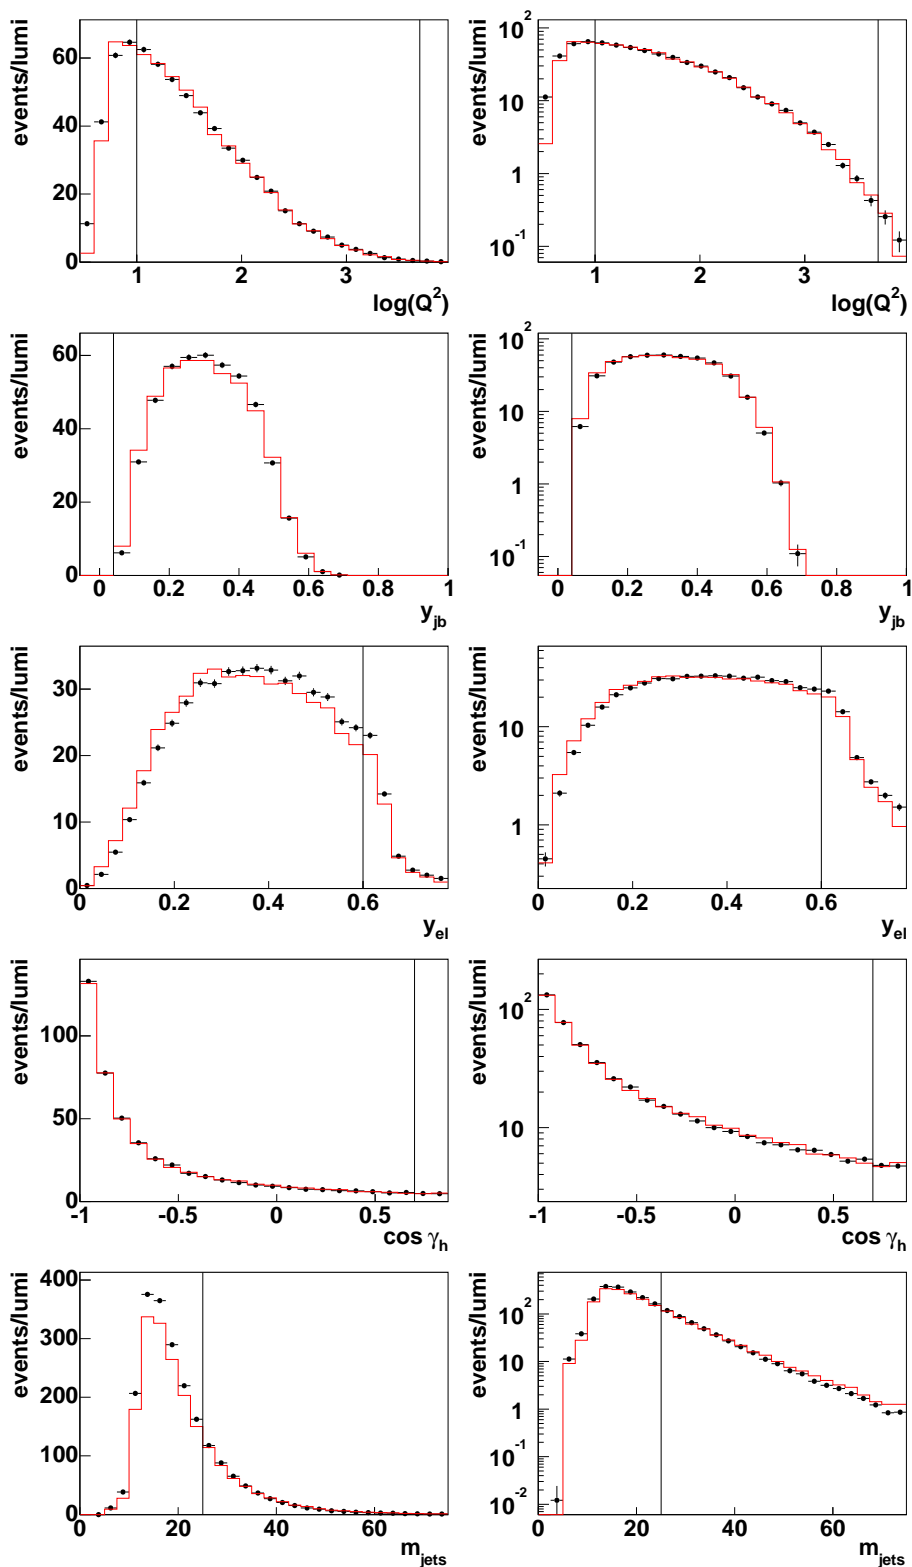 events/lumi
60
40
20
0
1
2
3
log(Q²)
events/lumi
10²
10
1
10⁻¹
1
2
3
log(Q²)
events/lumi
60
40
20
0
0 0.2 0.4 0.6 0.8 1
y_jb
events/lumi
10²
10
1
10⁻¹
0 0.2 0.4 0.6 0.8 1
y_jb
events/lumi
30
20
10
0
0 0.2 0.4 0.6
y_el
events/lumi
10
1
0 0.2 0.4 0.6
y_el
events/lumi
100
50
0
-1 -0.5 0 0.5
cos γ_h
events/lumi
10²
10
-1 -0.5 0 0.5
cos γ_h
events/lumi
400
300
200
100
0
0 20 40 60
m_jets
events/lumi
10²
10
1
10⁻¹
10⁻²
0 20 40 60
m_jets